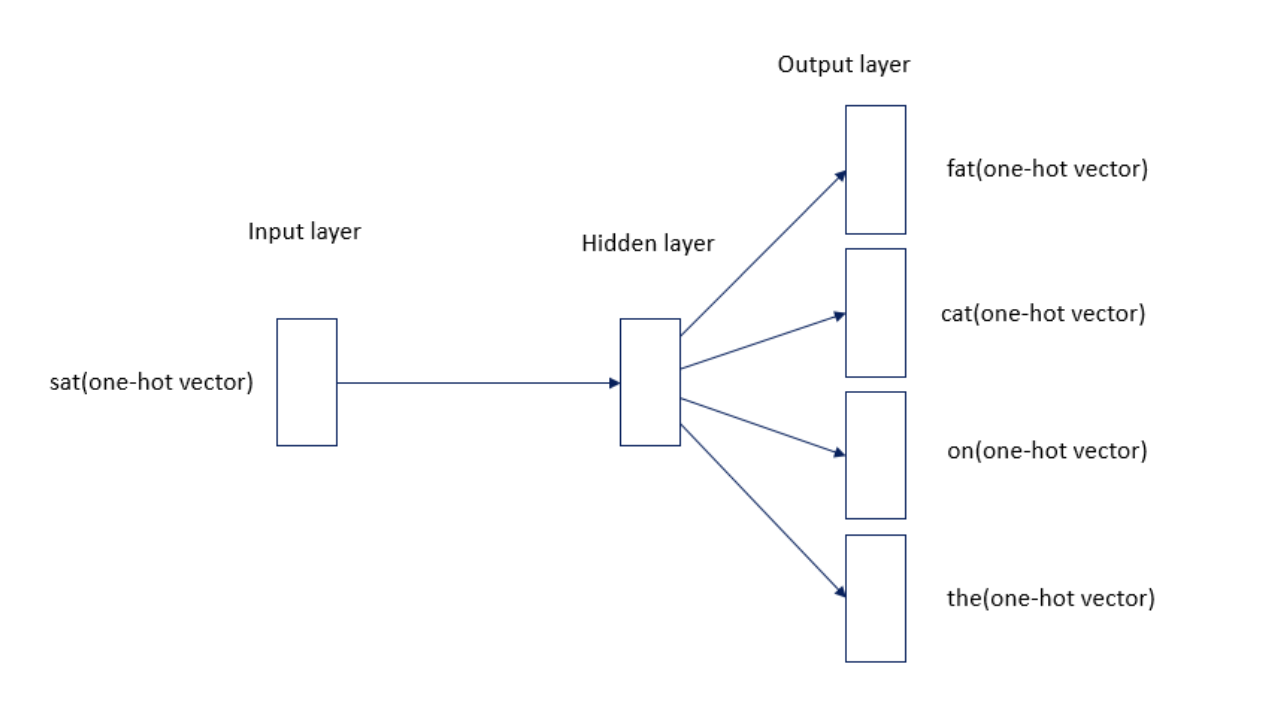 Output layer
fat(one-hot vector)
Input layer
Hidden layer
cat(one-hot vector)
sat(one-hot vector)
on(one-hot vector)
the(one-hot vector)